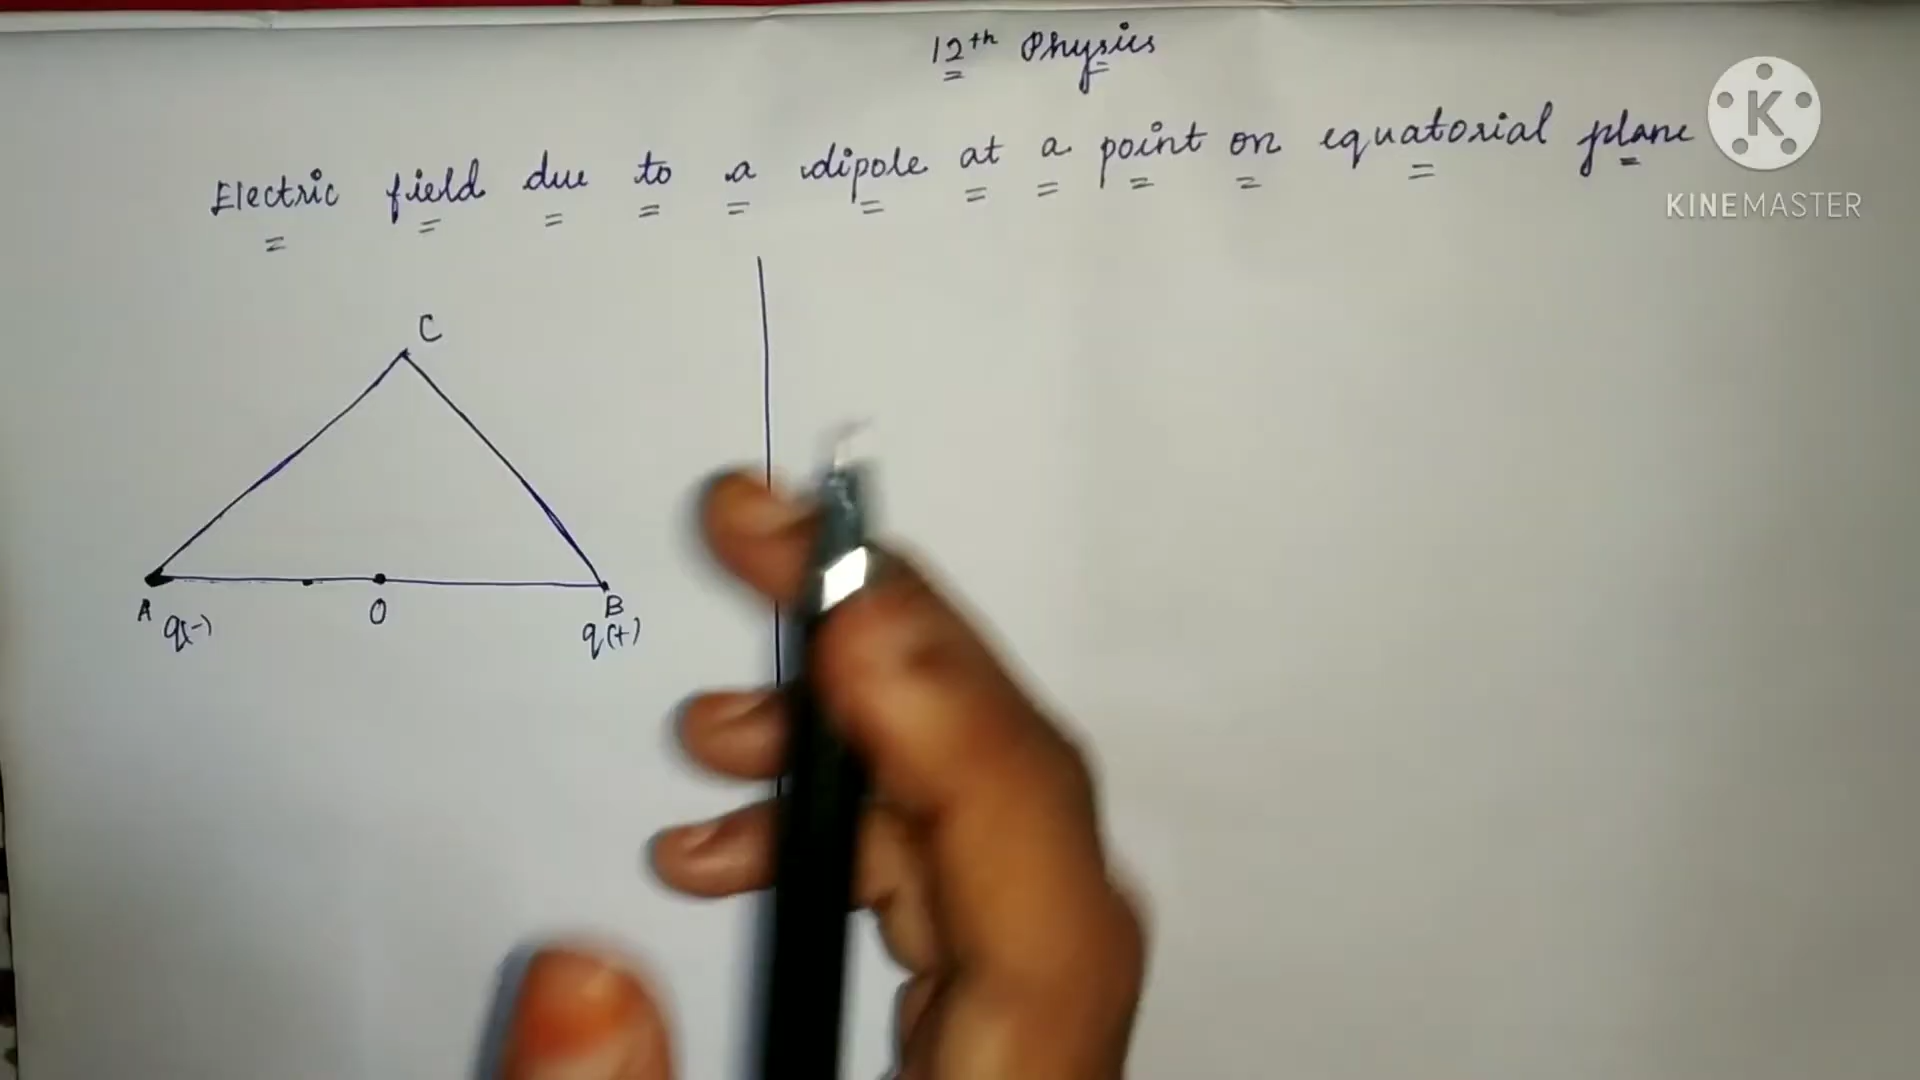 12th Physics
Electric field due to a dipole at a point on equatorial plane
K
KINEMASTER
C
A
O
B
q(-)
q(+)